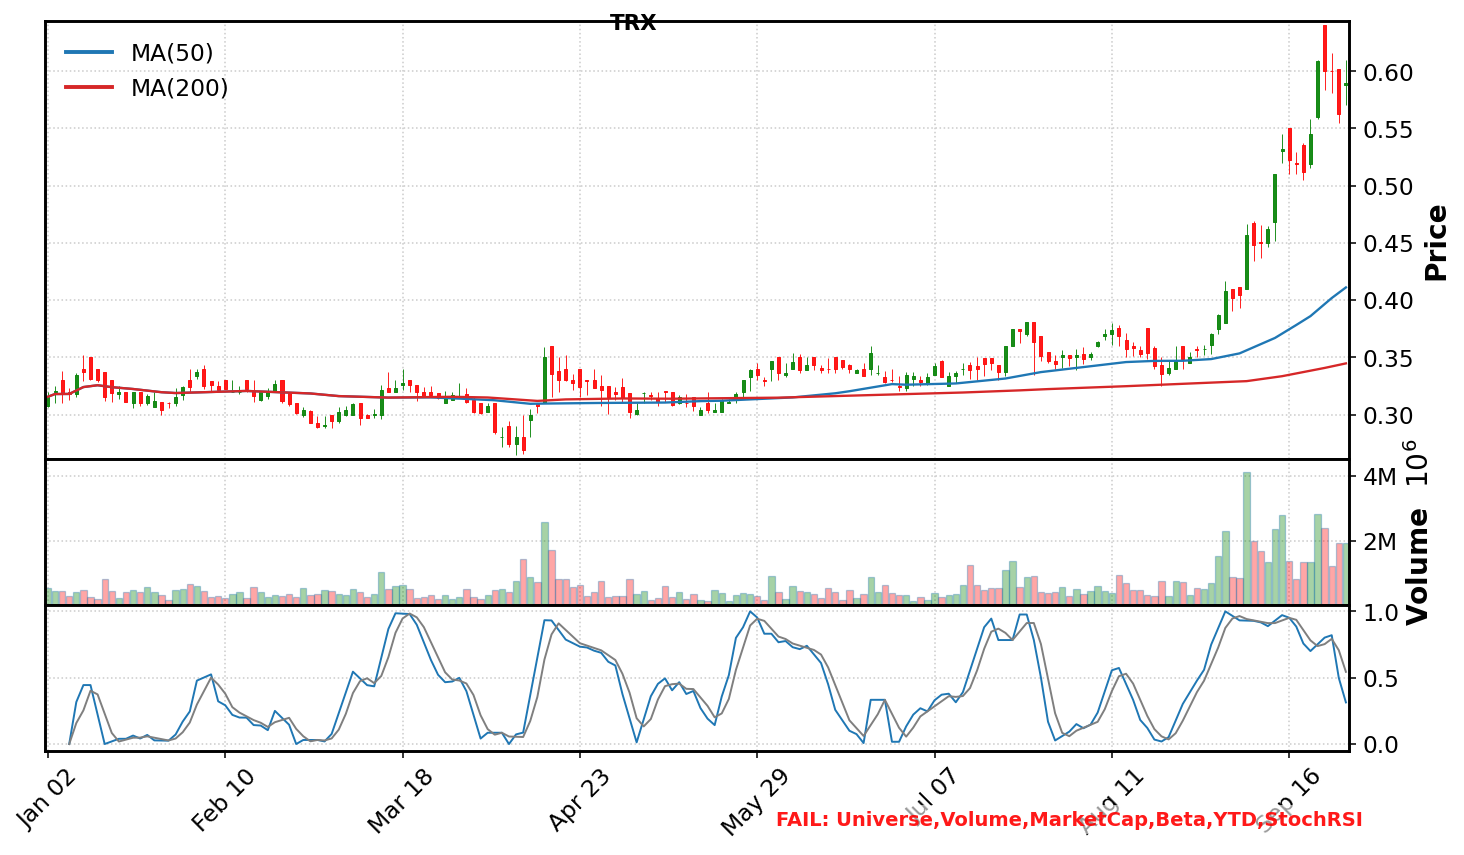 TRX
MA(50)
MA(200)
0.60
0.55
0.50
0.45
0.40
0.35
0.30
Price
4M
2M
Volume 10⁶
1.0
0.5
0.0
Jan 02
Feb 10
Mar 18
Apr 23
May 29
Jul 07
Aug 11
Sep 16
FAIL: Universe,Volume,MarketCap,Beta,YTD,StochRSI